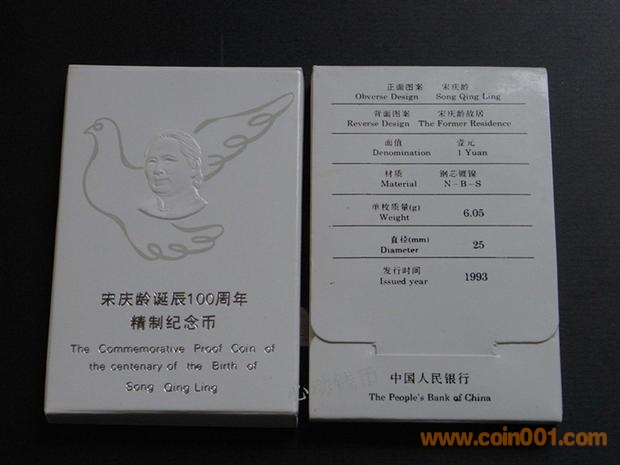 宋庆龄诞辰100周年
精制纪念币
The Commemorative Proof Coin of
the centenary of the Birth of
Song Qing Ling
正面图案 宋庆龄
Obverse Design Song Qing Ling
背面图案 宋庆龄故居
Reverse Design The Former Residence
面值 壹元
Denomination 1 Yuan
材质 钢芯镀镍
Material N-B-S
单枚质量(g) 6.05
Weight
直径(mm) 25
Diameter
发行时间 1993
Issued year
中国人民银行
The People's Bank of China
钱币
www.coin001.com